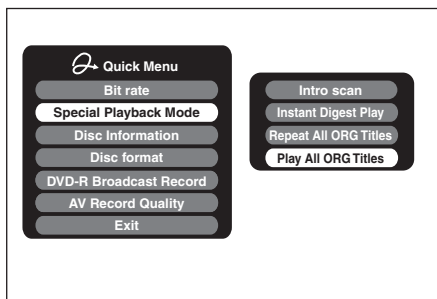 Quick Menu
Bit rate
Special Playback Mode
Disc Information
Disc format
DVD-R Broadcast Record
AV Record Quality
Exit
Intro scan
Instant Digest Play
Repeat All ORG Titles
Play All ORG Titles